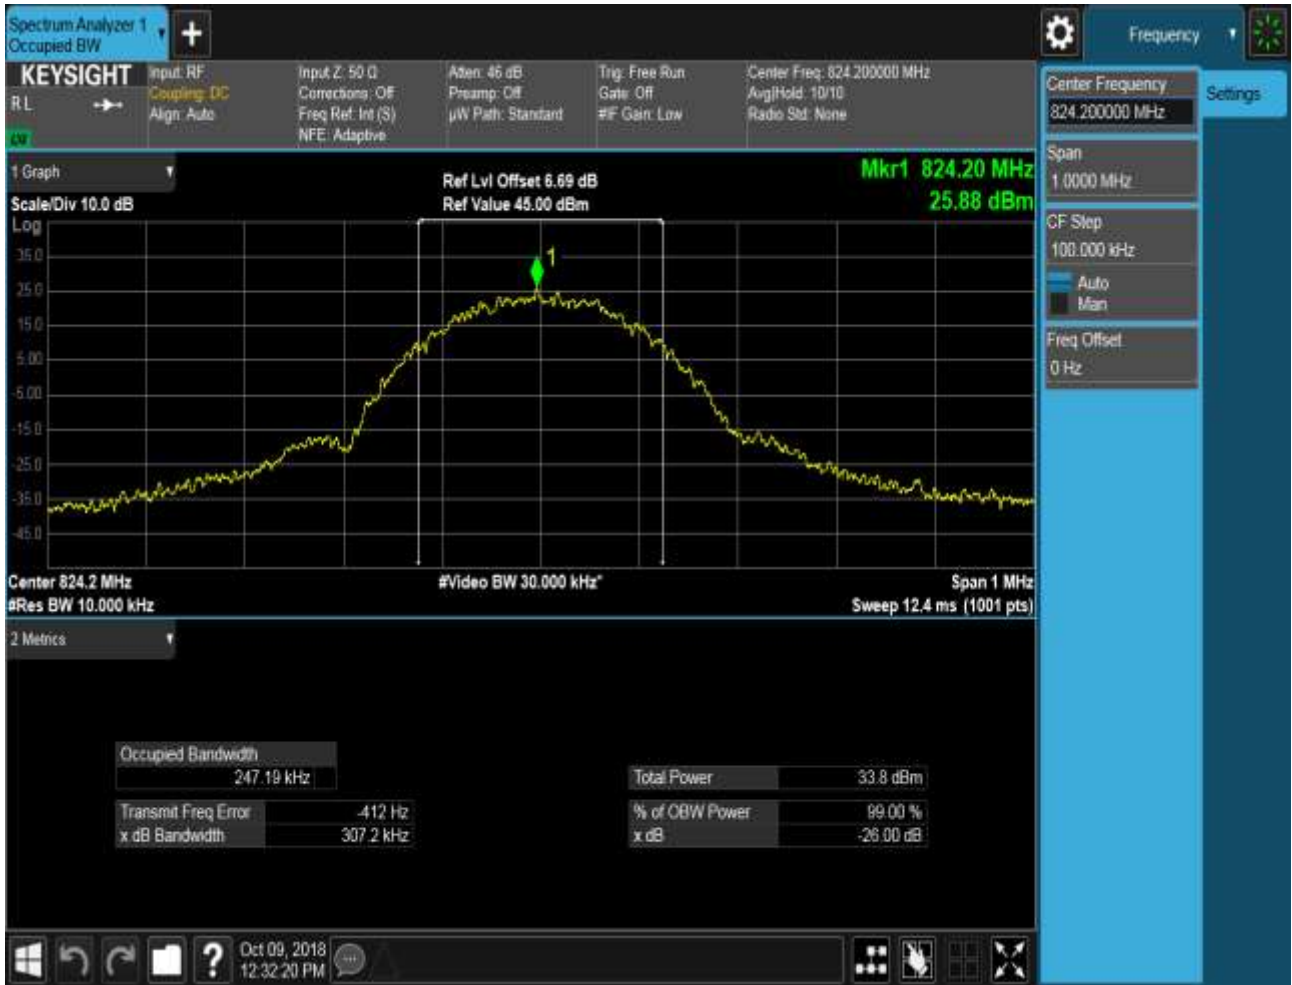 Spectrum Analyzer 1
Occupied BW
Frequency
KEYSIGHT
RL
Input: RF
Coupling: DC
Align: Auto
Input Z: 50 Ω
Corrections: Off
Freq Ref: Int (S)
NFE: Adaptive
Atten: 46 dB
Preamp: Off
µW Path: Standard
Trig: Free Run
Gate: Off
#IF Gain: Low
Center Freq: 824.200000 MHz
Avg|Hold: 10/10
Radio Std: None
Center Frequency
824.200000 MHz
Settings
Span
1.0000 MHz
CF Step
100.000 kHz
Auto
Man
Freq Offset
0 Hz
1 Graph
Scale/Div 10.0 dB
Ref Lvl Offset 6.69 dB
Ref Value 45.00 dBm
Mkr1 824.20 MHz
25.88 dBm
Log
35.0
25.0
15.0
5.00
-5.00
-15.0
-25.0
-35.0
-45.0
1
Center 824.2 MHz
#Res BW 10.000 kHz
#Video BW 30.000 kHz*
Span 1 MHz
Sweep 12.4 ms (1001 pts)
2 Metrics
Occupied Bandwidth
247.19 kHz
Transmit Freq Error -412 Hz
x dB Bandwidth 307.2 kHz
Total Power 33.8 dBm
% of OBW Power 99.00 %
x dB -26.00 dB
?
Oct 09, 2018
12:32:20 PM